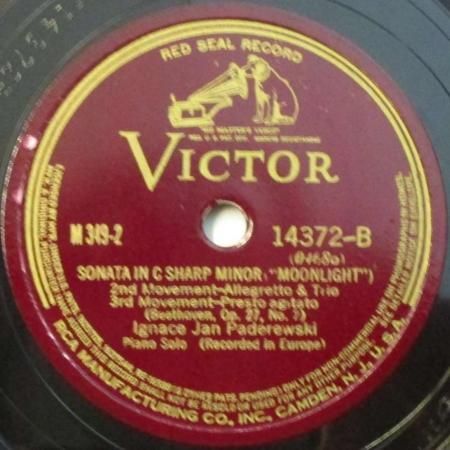 RED SEAL RECORD
"HIS MASTER'S VOICE"
VICTOR
M 349-2
14372-B
SONATA IN C SHARP MINOR: "MOONLIGHT")
2nd Movement—Allegretto & Trio
3rd Movement—Presto agitato
(Beethoven, Op. 27, No.
Ignace Jan Paderewski
Piano Solo (Recorded in Europe)
RCA MANUFACTURING CO., INC., CAMDEN, N.J., U.S.A.